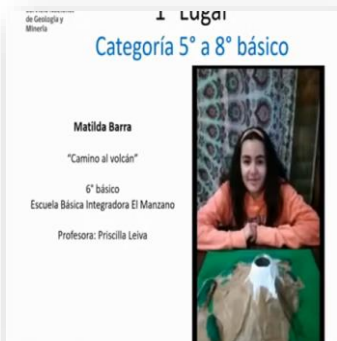 de Geología y
Minería
1° Lugar
Categoría 5° a 8° básico
Matilda Barra
"Camino al volcán"
6° básico
Escuela Básica Integradora El Manzano
Profesora: Priscilla Leiva